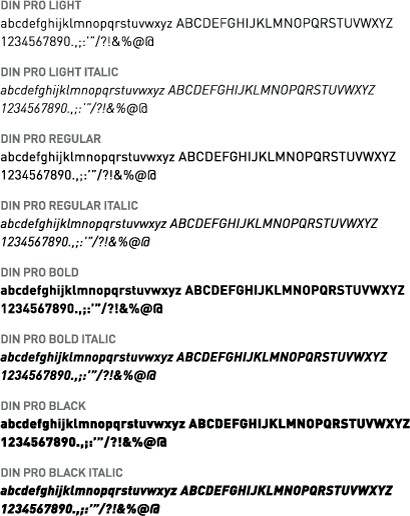 DIN PRO LIGHT
abcdefghijklmnopqrstuvwxyz ABCDEFGHIJKLMNOPQRSTUVWXYZ
1234567890.,;:'"/?!&%@@
DIN PRO LIGHT ITALIC
abcdefghijklmnopqrstuvwxyz ABCDEFGHIJKLMNOPQRSTUVWXYZ
1234567890.,;:'"/?!&%@@
DIN PRO REGULAR
abcdefghijklmnopqrstuvwxyz ABCDEFGHIJKLMNOPQRSTUVWXYZ
1234567890.,;:'"/?!&%@@
DIN PRO REGULAR ITALIC
abcdefghijklmnopqrstuvwxyz ABCDEFGHIJKLMNOPQRSTUVWXYZ
1234567890.,;:'"/?!&%@@
DIN PRO BOLD
abcdefghijklmnopqrstuvwxyz ABCDEFGHIJKLMNOPQRSTUVWXYZ
1234567890.,;:'"/?!&%@@
DIN PRO BOLD ITALIC
abcdefghijklmnopqrstuvwxyz ABCDEFGHIJKLMNOPQRSTUVWXYZ
1234567890.,;:'"/?!&%@@
DIN PRO BLACK
abcdefghijklmnopqrstuvwxyz ABCDEFGHIJKLMNOPQRSTUVWXYZ
1234567890.,;:'"/?!&%@@
DIN PRO BLACK ITALIC
abcdefghijklmnopqrstuvwxyz ABCDEFGHIJKLMNOPQRSTUVWXYZ
1234567890.,;:'"/?!&%@@